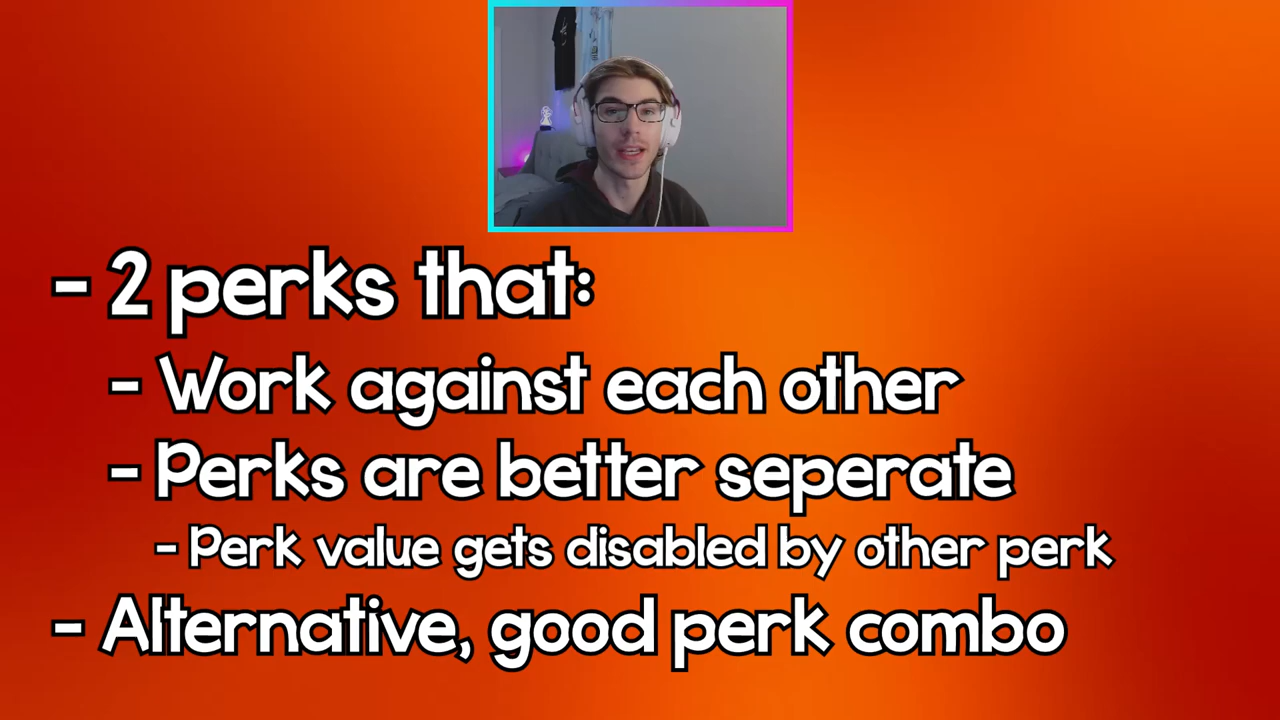 - 2 perks that:
- Work against each other
- Perks are better seperate
- Perk value gets disabled by other perk
- Alternative, good perk combo